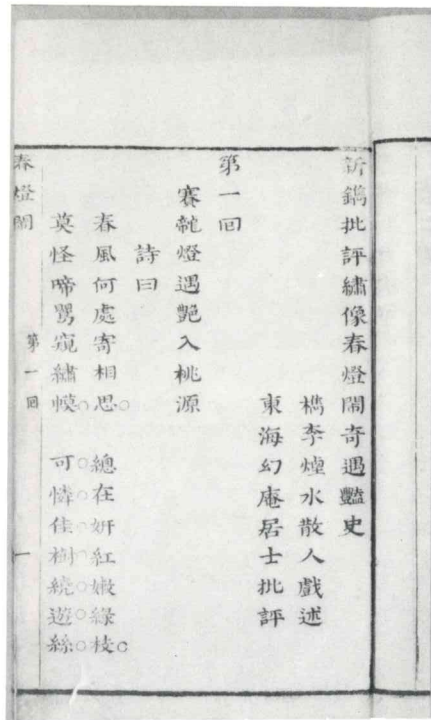 新鐫批評繡像春燈鬧奇遇豔史
檇李煙水散人戲述
東海幻庵居士批評
第一回
賽龍燈遇艷入桃源
詩曰
春風何處寄相思　總在妍紅嫩綠枝
莫怪啼鶯窺繡幙　可憐佳樹繞遊絲
春燈鬧　第一回　一